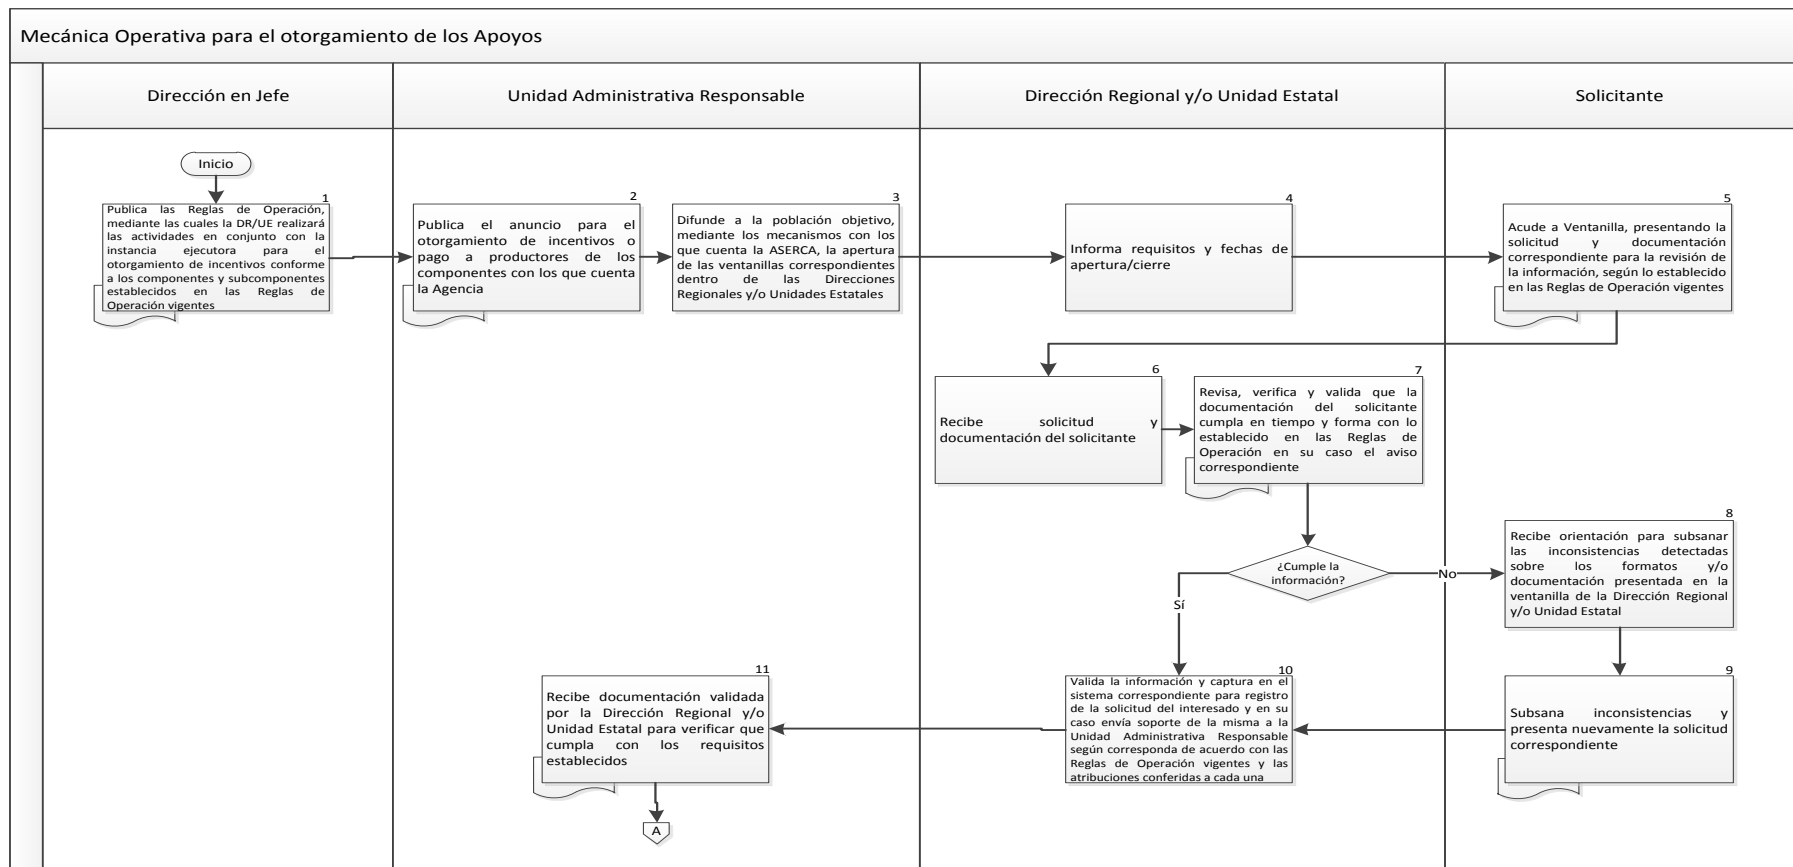 Mecánica Operativa para el otorgamiento de los Apoyos
Dirección en Jefe
Unidad Administrativa Responsable
Dirección Regional y/o Unidad Estatal
Solicitante
Inicio
1
Publica las Reglas de Operación,
mediante las cuales la DR/UE realizará
las actividades en conjunto con la
instancia ejecutora para el
otorgamiento de incentivos conforme
a los componentes y subcomponentes
establecidos en las Reglas de
Operación vigentes
2
Publica el anuncio para el
otorgamiento de incentivos o
pago a productores de los
componentes con los que cuenta
la Agencia
3
Difunde a la población objetivo,
mediante los mecanismos con los
que cuenta la ASERCA, la apertura
de las ventanillas correspondientes
dentro de las Direcciones
Regionales y/o Unidades Estatales
4
Informa requisitos y fechas de
apertura/cierre
5
Acude a Ventanilla, presentando la
solicitud y documentación
correspondiente para la revisión de
la información, según lo establecido
en las Reglas de Operación vigentes
6
Recibe solicitud y
documentación del solicitante
7
Revisa, verifica y valida que la
documentación del solicitante
cumpla en tiempo y forma con lo
establecido en las Reglas de
Operación en su caso el aviso
correspondiente
¿Cumple la
información?
No
Sí
8
Recibe orientación para subsanar
las inconsistencias detectadas
sobre los formatos y/o
documentación presentada en la
ventanilla de la Dirección Regional
y/o Unidad Estatal
9
Subsana inconsistencias y
presenta nuevamente la solicitud
correspondiente
10
Valida la información y captura en el
sistema correspondiente para registro
de la solicitud del interesado y en su
caso envía soporte de la misma a la
Unidad Administrativa Responsable
según corresponda de acuerdo con las
Reglas de Operación vigentes y las
atribuciones conferidas a cada una
11
Recibe documentación validada
por la Dirección Regional y/o
Unidad Estatal para verificar que
cumpla con los requisitos
establecidos
A